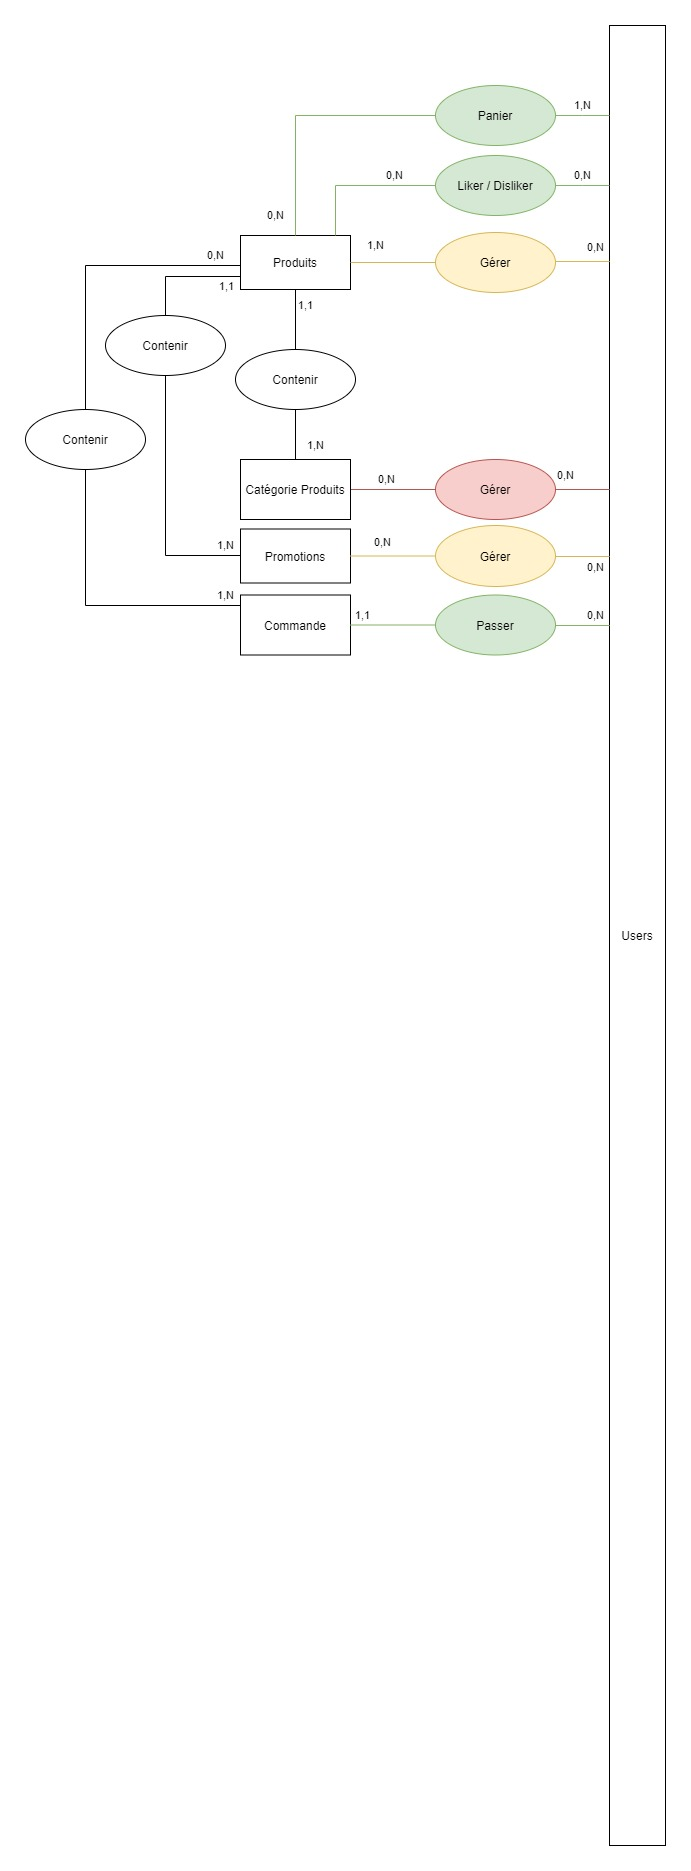 1,N
Panier
0,N
0,N
Liker / Disliker
0,N
1,N
0,N
0,N
Produits
Gérer
1,1
1,1
Contenir
Contenir
Contenir
1,N
0,N
0,N
Catégorie Produits
Gérer
1,N
0,N
Promotions
Gérer
0,N
1,N
1,1
0,N
Commande
Passer
Users